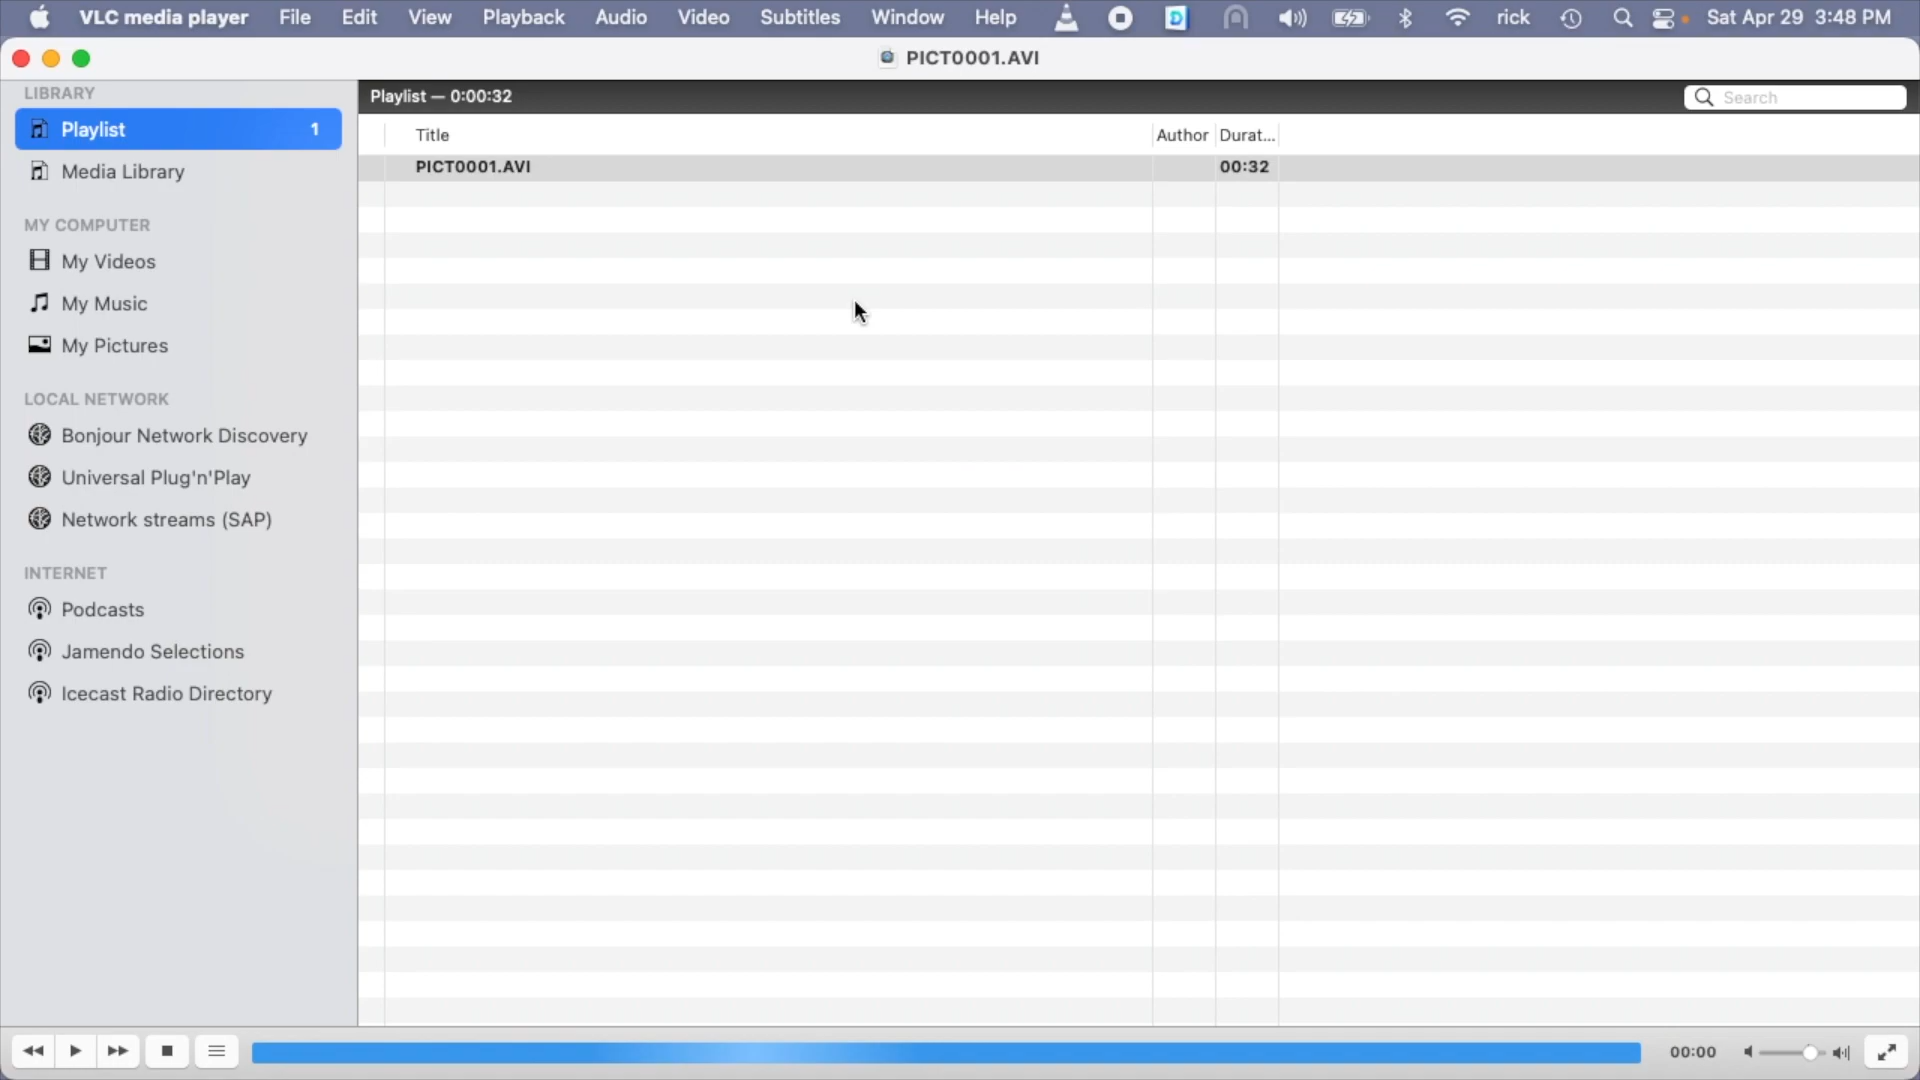 VLC media player File Edit View Playback Audio Video Subtitles Window Help D rick Sat Apr 29 3:48 PM
PICT0001.AVI
LIBRARY
Playlist 1
Media Library
MY COMPUTER
My Videos
My Music
My Pictures
LOCAL NETWORK
Bonjour Network Discovery
Universal Plug'n'Play
Network streams (SAP)
INTERNET
Podcasts
Jamendo Selections
Icecast Radio Directory
Playlist — 0:00:32
Search
Title Author Durat...
PICT0001.AVI 00:32
00:00